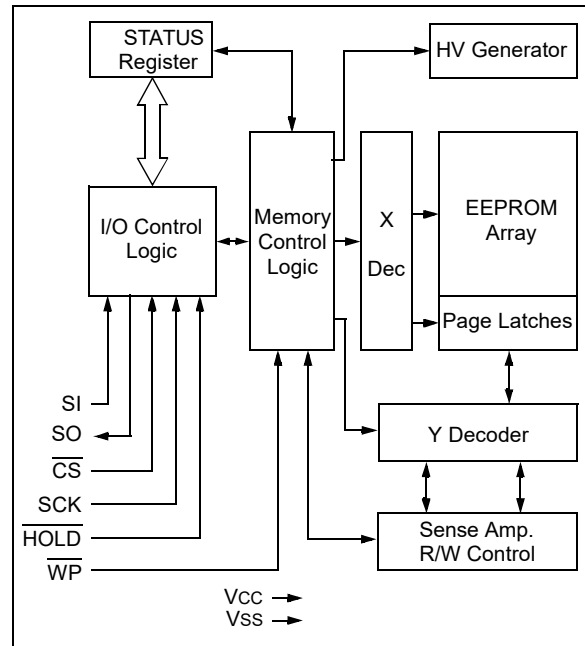 STATUS
Register
HV Generator
I/O Control
Logic
Memory
Control
Logic
X
Dec
EEPROM
Array
Page Latches
Y Decoder
Sense Amp.
R/W Control
SI
SO
CS
SCK
HOLD
WP
VCC
VSS